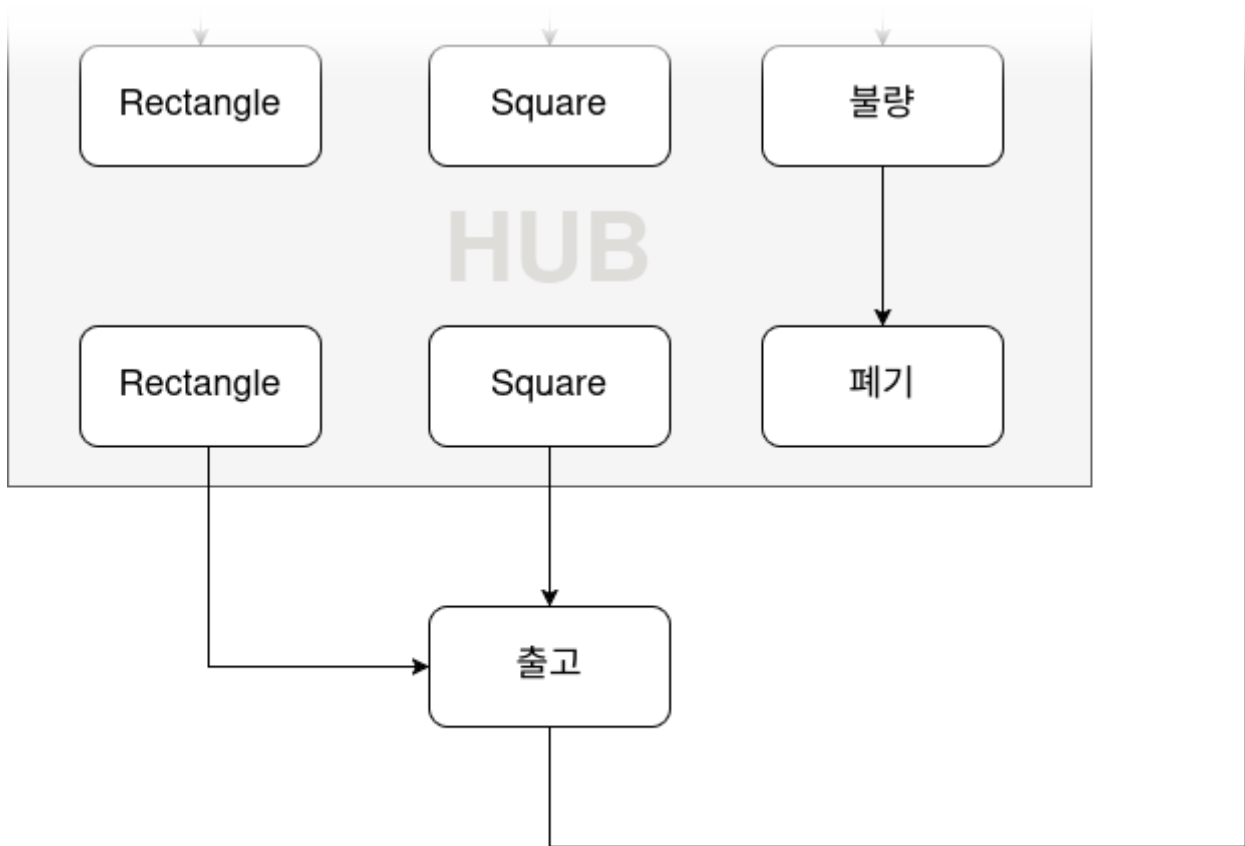 Rectangle
Square
불량
HUB
Rectangle
Square
폐기
출고